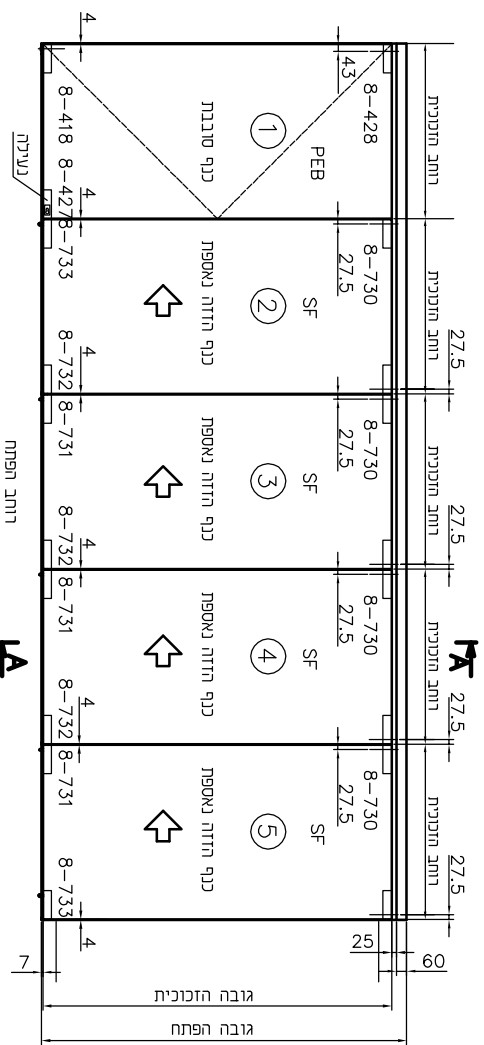 A
27.5
27.5
27.5
27.5
רוחב הזכוכית
רוחב הזכוכית
רוחב הזכוכית
רוחב הזכוכית
רוחב הזכוכית
8-428
8-730
8-730
8-730
8-730
43
27.5
27.5
27.5
27.5
PEB
SF
SF
SF
SF
1
2
3
4
5
כנף סובבת
כנף הזזה נאספת
כנף הזזה נאספת
כנף הזזה נאספת
כנף הזזה נאספת
4
4
4
4
4
4
8-418
8-427
8-733
8-732
8-731
8-732
8-731
8-732
8-731
8-733
נעילה
רוחב הפתח
A
60
25
7
גובה הזכוכית
גובה הפתח